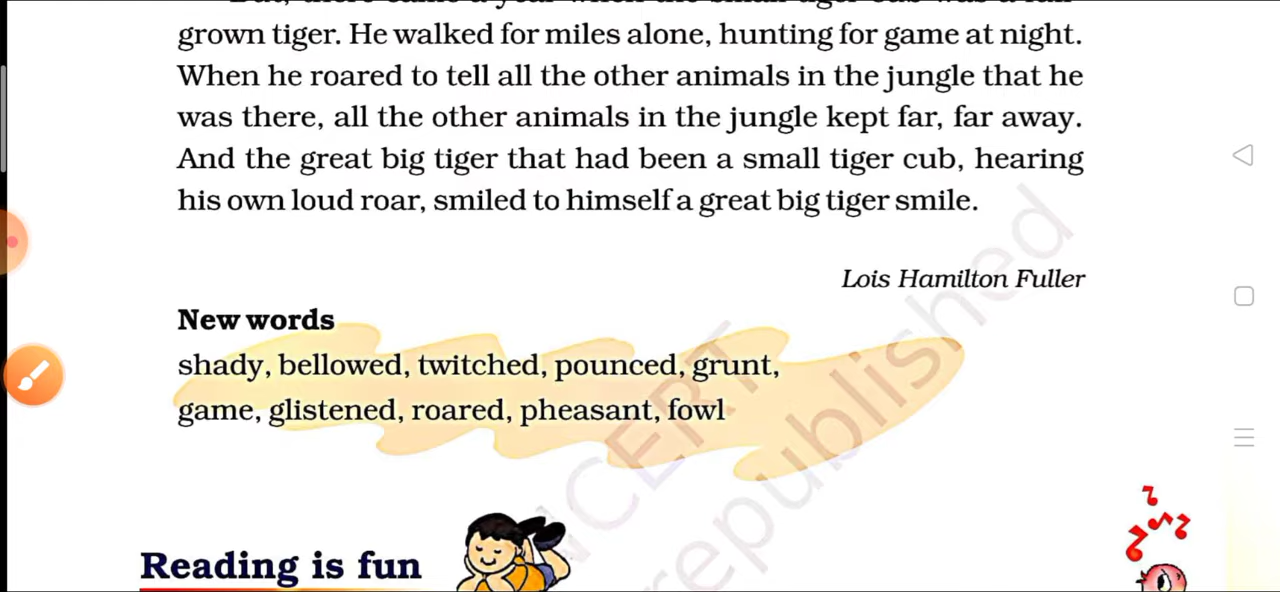 grown tiger. He walked for miles alone, hunting for game at night.
When he roared to tell all the other animals in the jungle that he
was there, all the other animals in the jungle kept far, far away.
And the great big tiger that had been a small tiger cub, hearing
his own loud roar, smiled to himself a great big tiger smile.
Lois Hamilton Fuller
New words
shady, bellowed, twitched, pounced, grunt,
game, glistened, roared, pheasant, fowl
NCERT
republished
Reading is fun